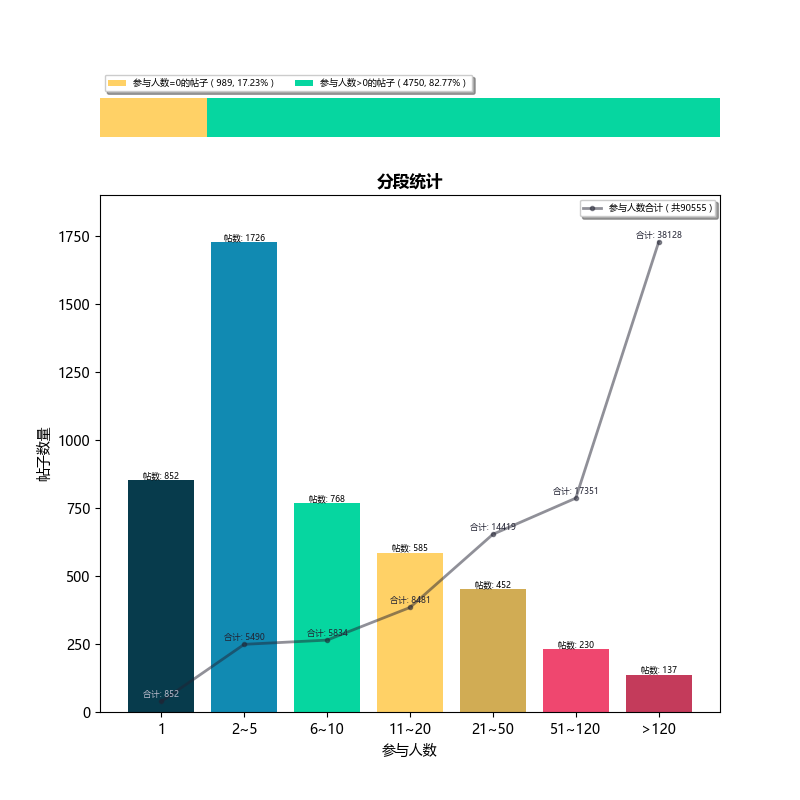 参与人数=0的帖子 ( 989, 17.23% )
参与人数>0的帖子 ( 4750, 82.77% )
分段统计
参与人数合计 ( 共90555 )
合计: 38128
帖数: 1726
帖数: 852
帖数: 768
帖数: 585
帖数: 452
帖数: 230
帖数: 137
合计: 852
合计: 5490
合计: 5834
合计: 8481
合计: 14419
合计: 17351
1750
1500
1250
1000
750
500
250
0
帖子数量
1
2~5
6~10
11~20
21~50
51~120
>120
参与人数